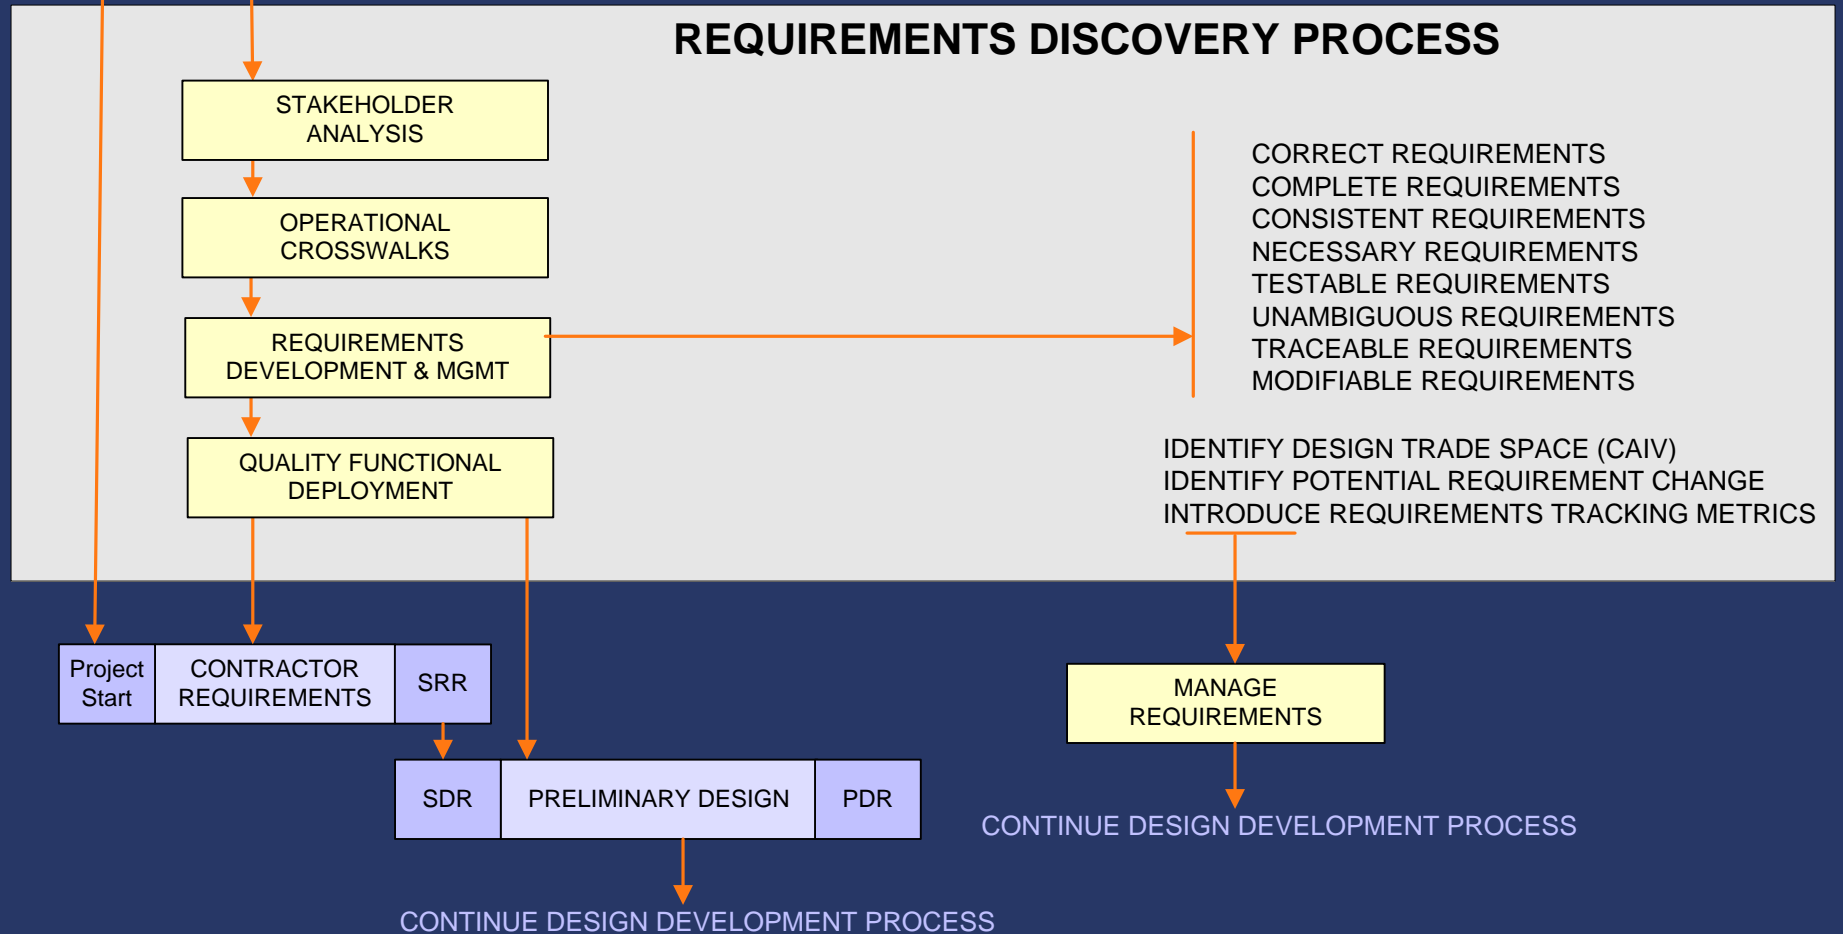 REQUIREMENTS DISCOVERY PROCESS
STAKEHOLDER
ANALYSIS
OPERATIONAL
CROSSWALKS
REQUIREMENTS
DEVELOPMENT & MGMT
QUALITY FUNCTIONAL
DEPLOYMENT
CORRECT REQUIREMENTS
COMPLETE REQUIREMENTS
CONSISTENT REQUIREMENTS
NECESSARY REQUIREMENTS
TESTABLE REQUIREMENTS
UNAMBIGUOUS REQUIREMENTS
TRACEABLE REQUIREMENTS
MODIFIABLE REQUIREMENTS
IDENTIFY DESIGN TRADE SPACE (CAIV)
IDENTIFY POTENTIAL REQUIREMENT CHANGE
INTRODUCE REQUIREMENTS TRACKING METRICS
Project
Start
CONTRACTOR
REQUIREMENTS
SRR
SDR
PRELIMINARY DESIGN
PDR
CONTINUE DESIGN DEVELOPMENT PROCESS
MANAGE
REQUIREMENTS
CONTINUE DESIGN DEVELOPMENT PROCESS